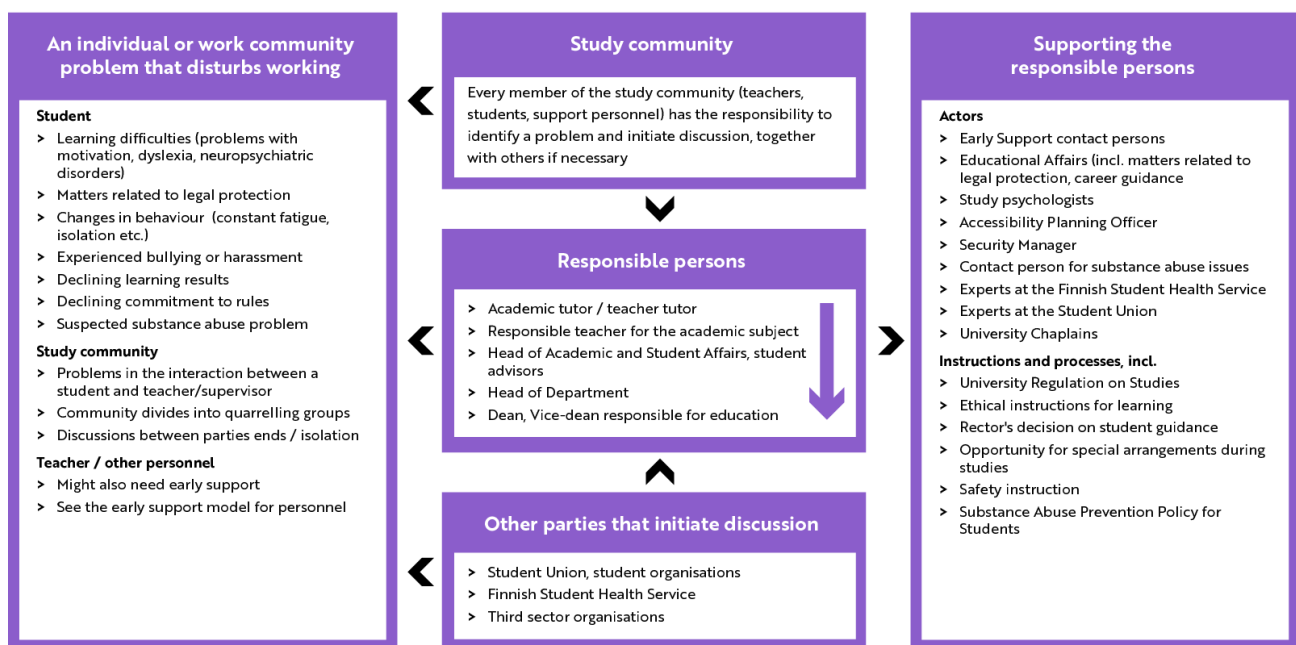 An individual or work community
problem that disturbs working
Student
> Learning difficulties (problems with
motivation, dyslexia, neuropsychiatric
disorders)
> Matters related to legal protection
> Changes in behaviour  (constant fatigue,
isolation etc.)
> Experienced bullying or harassment
> Declining learning results
> Declining commitment to rules
> Suspected substance abuse problem
Study community
> Problems in the interaction between a
student and teacher/supervisor
> Community divides into quarrelling groups
> Discussions between parties ends / isolation
Teacher / other personnel
> Might also need early support
> See the early support model for personnel
Study community
Every member of the study community (teachers,
students, support personnel) has the responsibility to
identify a problem and initiate discussion, together
with others if necessary
Responsible persons
> Academic tutor / teacher tutor
> Responsible teacher for the academic subject
> Head of Academic and Student Affairs, student
advisors
> Head of Department
> Dean, Vice-dean responsible for education
Other parties that initiate discussion
> Student Union, student organisations
> Finnish Student Health Service
> Third sector organisations
Supporting the
responsible persons
Actors
> Early Support contact persons
> Educational Affairs (incl. matters related to
legal protection, career guidance
> Study psychologists
> Accessibility Planning Officer
> Security Manager
> Contact person for substance abuse issues
> Experts at the Finnish Student Health Service
> Experts at the Student Union
> University Chaplains
Instructions and processes, incl.
> University Regulation on Studies
> Ethical instructions for learning
> Rector's decision on student guidance
> Opportunity for special arrangements during
studies
> Safety instruction
> Substance Abuse Prevention Policy for
Students